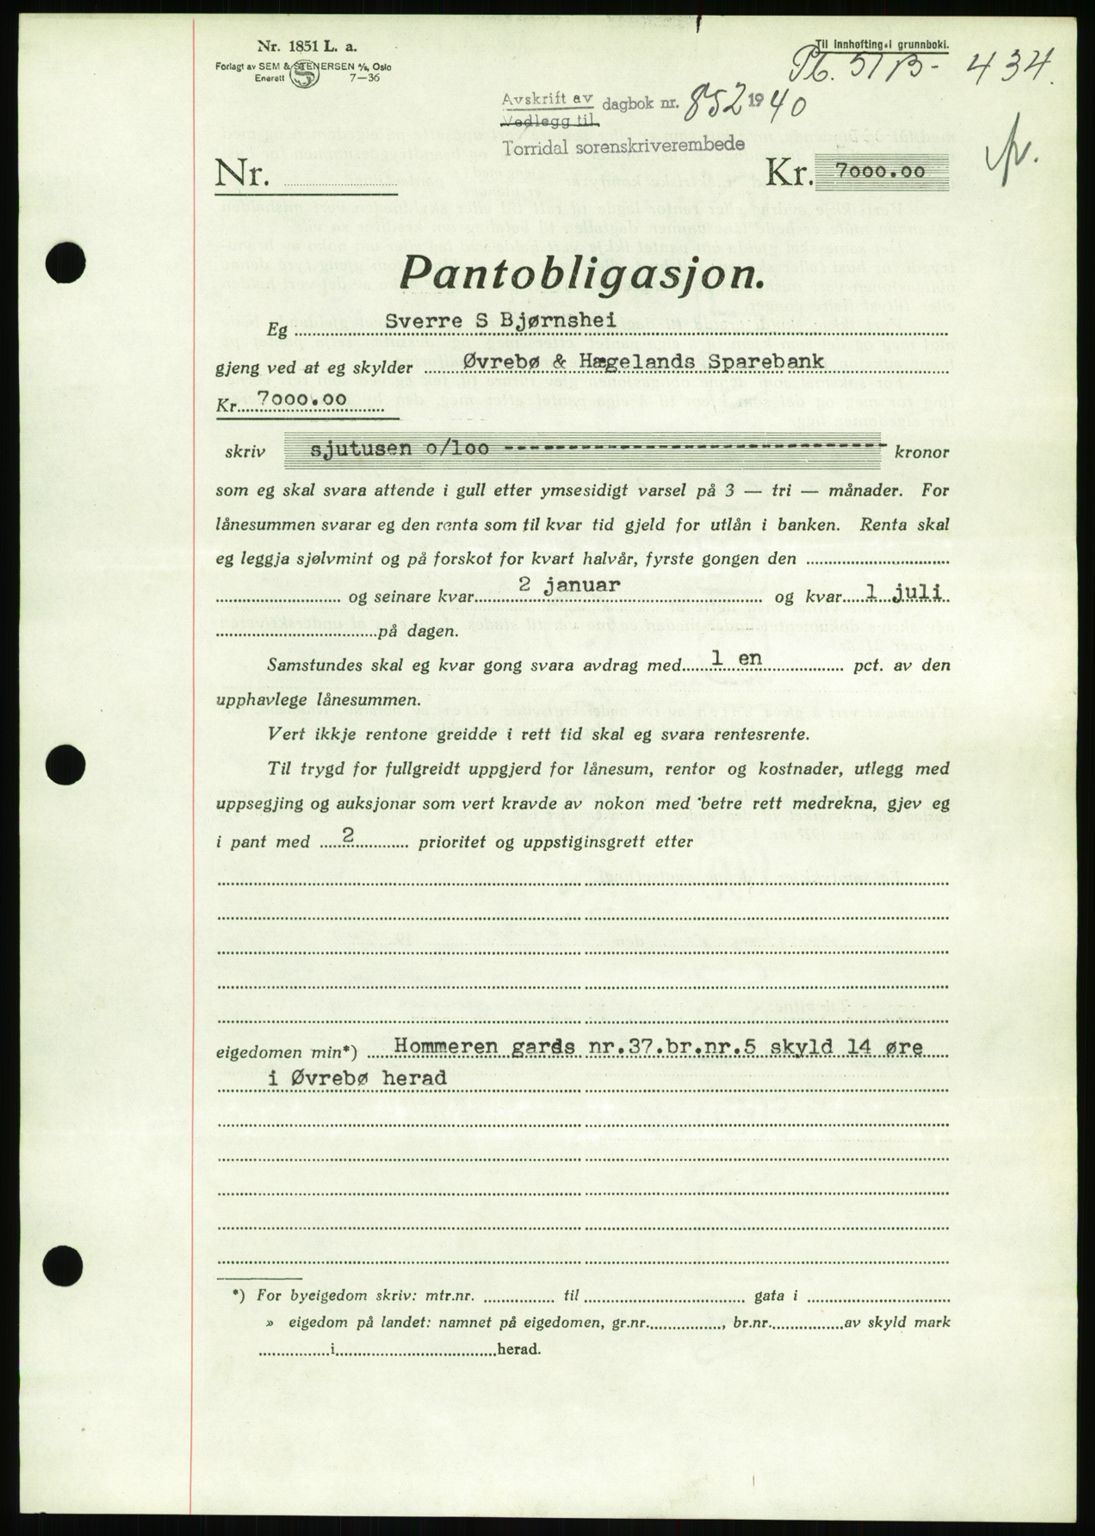 Nr. 1851 L. a.
Til innhefting i grunnboki.
Forlagt av SEM & STENERSEN A/S, Oslo
Enerett 7—36
Pb. 57 B - 434.
Avskrift av
Vedlegg til
dagbok nr. 852 1940
Torridal sorenskriverembede
Nr.
Kr. 7000.00
Pantobligasjon.
Eg Sverre S Bjørnshei
gjeng ved at eg skylder Øvrebø & Hægelands Sparebank
Kr. 7000.00
skriv sjutusen o/1oo ---------------------------------- kronor
som eg skal svara attende i gull etter ymsesidigt varsel på 3 — tri — månader. For
lånesummen svarar eg den renta som til kvar tid gjeld for utlån i banken. Renta skal
eg leggja sjølvmint og på forskot for kvart halvår, fyrste gongen den
og seinare kvar 2 januar og kvar 1 juli
på dagen.
Samstundes skal eg kvar gong svara avdrag med 1 en pct. av den
upphavlege lånesummen.
Vert ikkje rentone greidde i rett tid skal eg svara rentesrente.
Til trygd for fullgreidt uppgjerd for lånesum, rentor og kostnader, utlegg med
uppsegjing og auksjonar som vert kravde av nokon med betre rett medrekna, gjev eg
i pant med 2 prioritet og uppstiginsgrett etter
eigedomen min*) Hommeren gards nr.37.br.nr.5 skyld 14 øre
i Øvrebø herad
*) For byeigedom skriv: mtr.nr. til gata i
» eigedom på landet: namnet på eigedomen, gr.nr. , br.nr. av skyld mark
i herad.